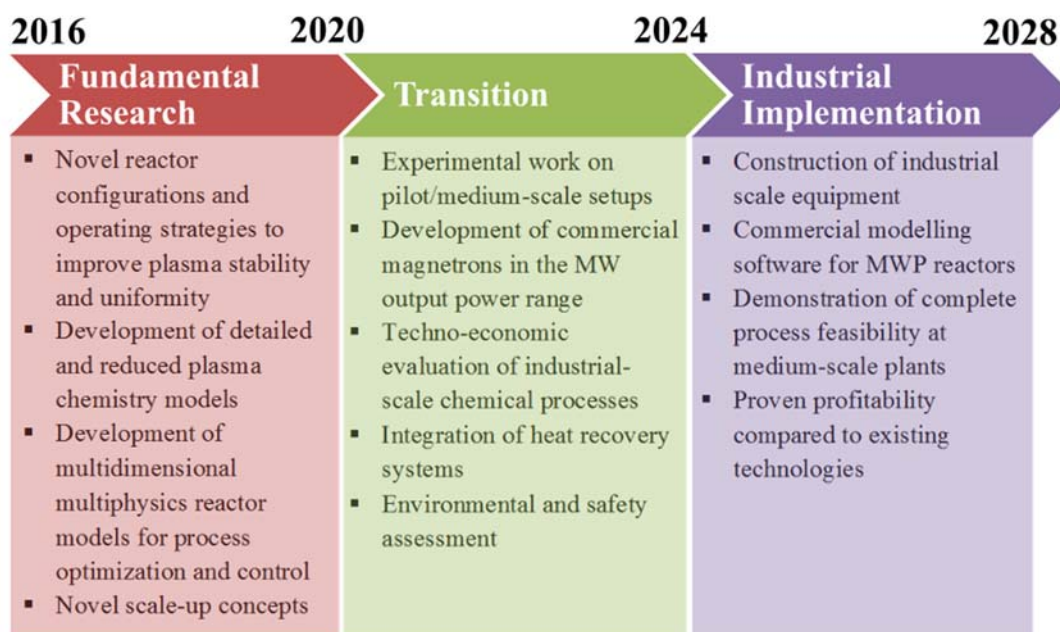 2016 2020 2024 2028
Fundamental
Research
▪ Novel reactor
configurations and
operating strategies to
improve plasma stability
and uniformity
▪ Development of detailed
and reduced plasma
chemistry models
▪ Development of
multidimensional
multiphysics reactor
models for process
optimization and control
▪ Novel scale-up concepts
Transition
▪ Experimental work on
pilot/medium-scale setups
▪ Development of commercial
magnetrons in the MW
output power range
▪ Techno-economic
evaluation of industrial-
scale chemical processes
▪ Integration of heat recovery
systems
▪ Environmental and safety
assessment
Industrial
Implementation
▪ Construction of industrial
scale equipment
▪ Commercial modelling
software for MWP reactors
▪ Demonstration of complete
process feasibility at
medium-scale plants
▪ Proven profitability
compared to existing
technologies